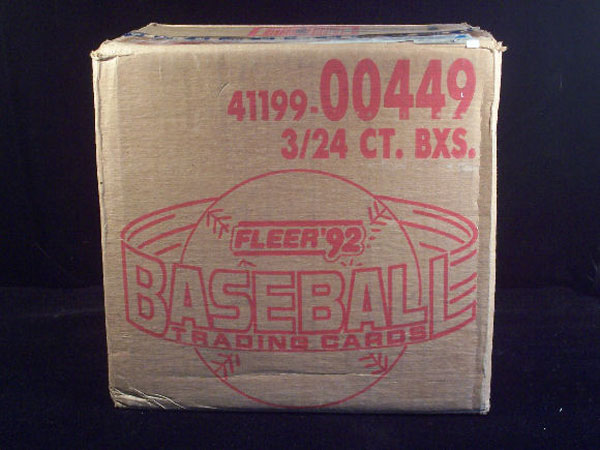 41199-00449
3/24 CT. BXS.
FLEER'92
BASEBALL
TRADING CARDS